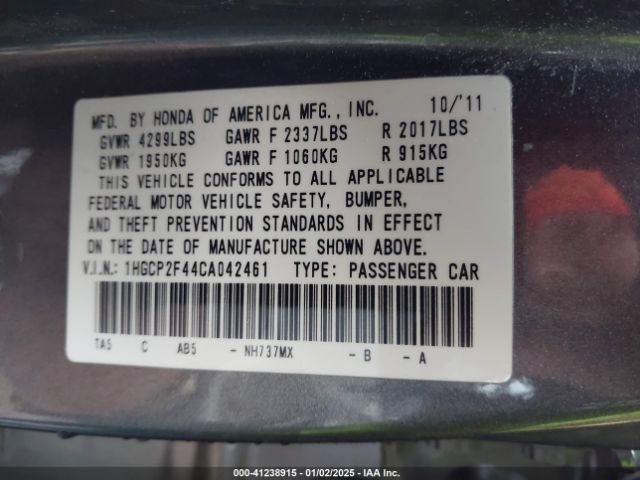 MFD. BY HONDA OF AMERICA MFG., INC. 10/'11
GVWR 4299LBS GAWR F 2337LBS R 2017LBS
GVWR 1950KG GAWR F 1060KG R 915KG
THIS VEHICLE CONFORMS TO ALL APPLICABLE
FEDERAL MOTOR VEHICLE SAFETY, BUMPER,
AND THEFT PREVENTION STANDARDS IN EFFECT
ON THE DATE OF MANUFACTURE SHOWN ABOVE.
V.I.N.: 1HGCP2F44CA042461 TYPE: PASSENGER CAR
TA5 C AB5 - NH737MX - B - A
000-41238915 - 01/02/2025 - IAA Inc.